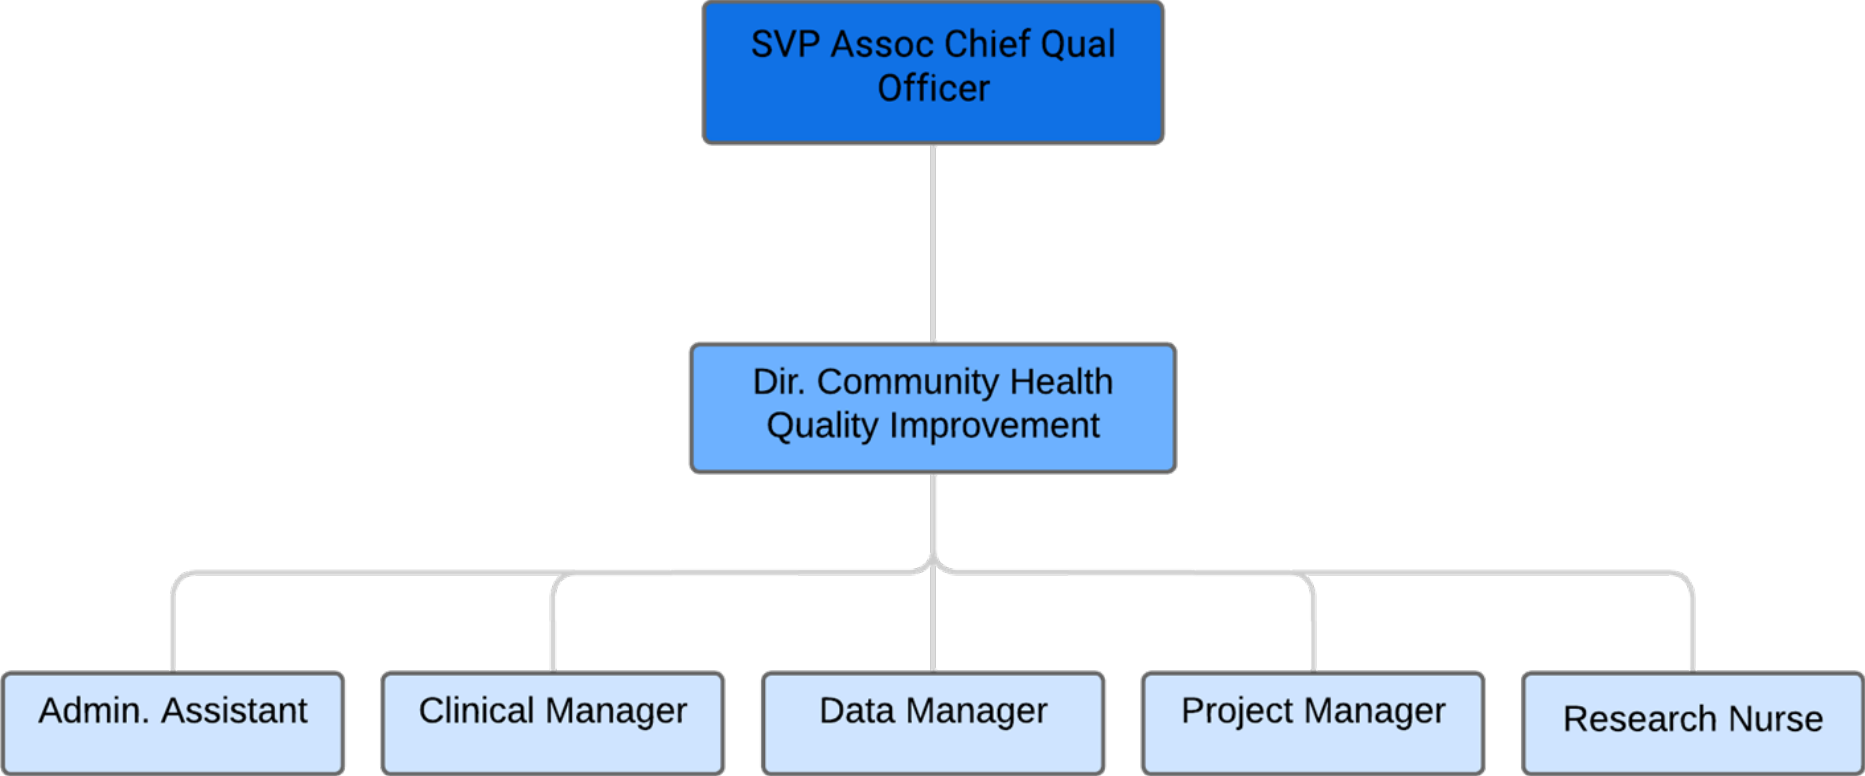 SVP Assoc Chief Qual
Officer
Dir. Community Health
Quality Improvement
Admin. Assistant
Clinical Manager
Data Manager
Project Manager
Research Nurse